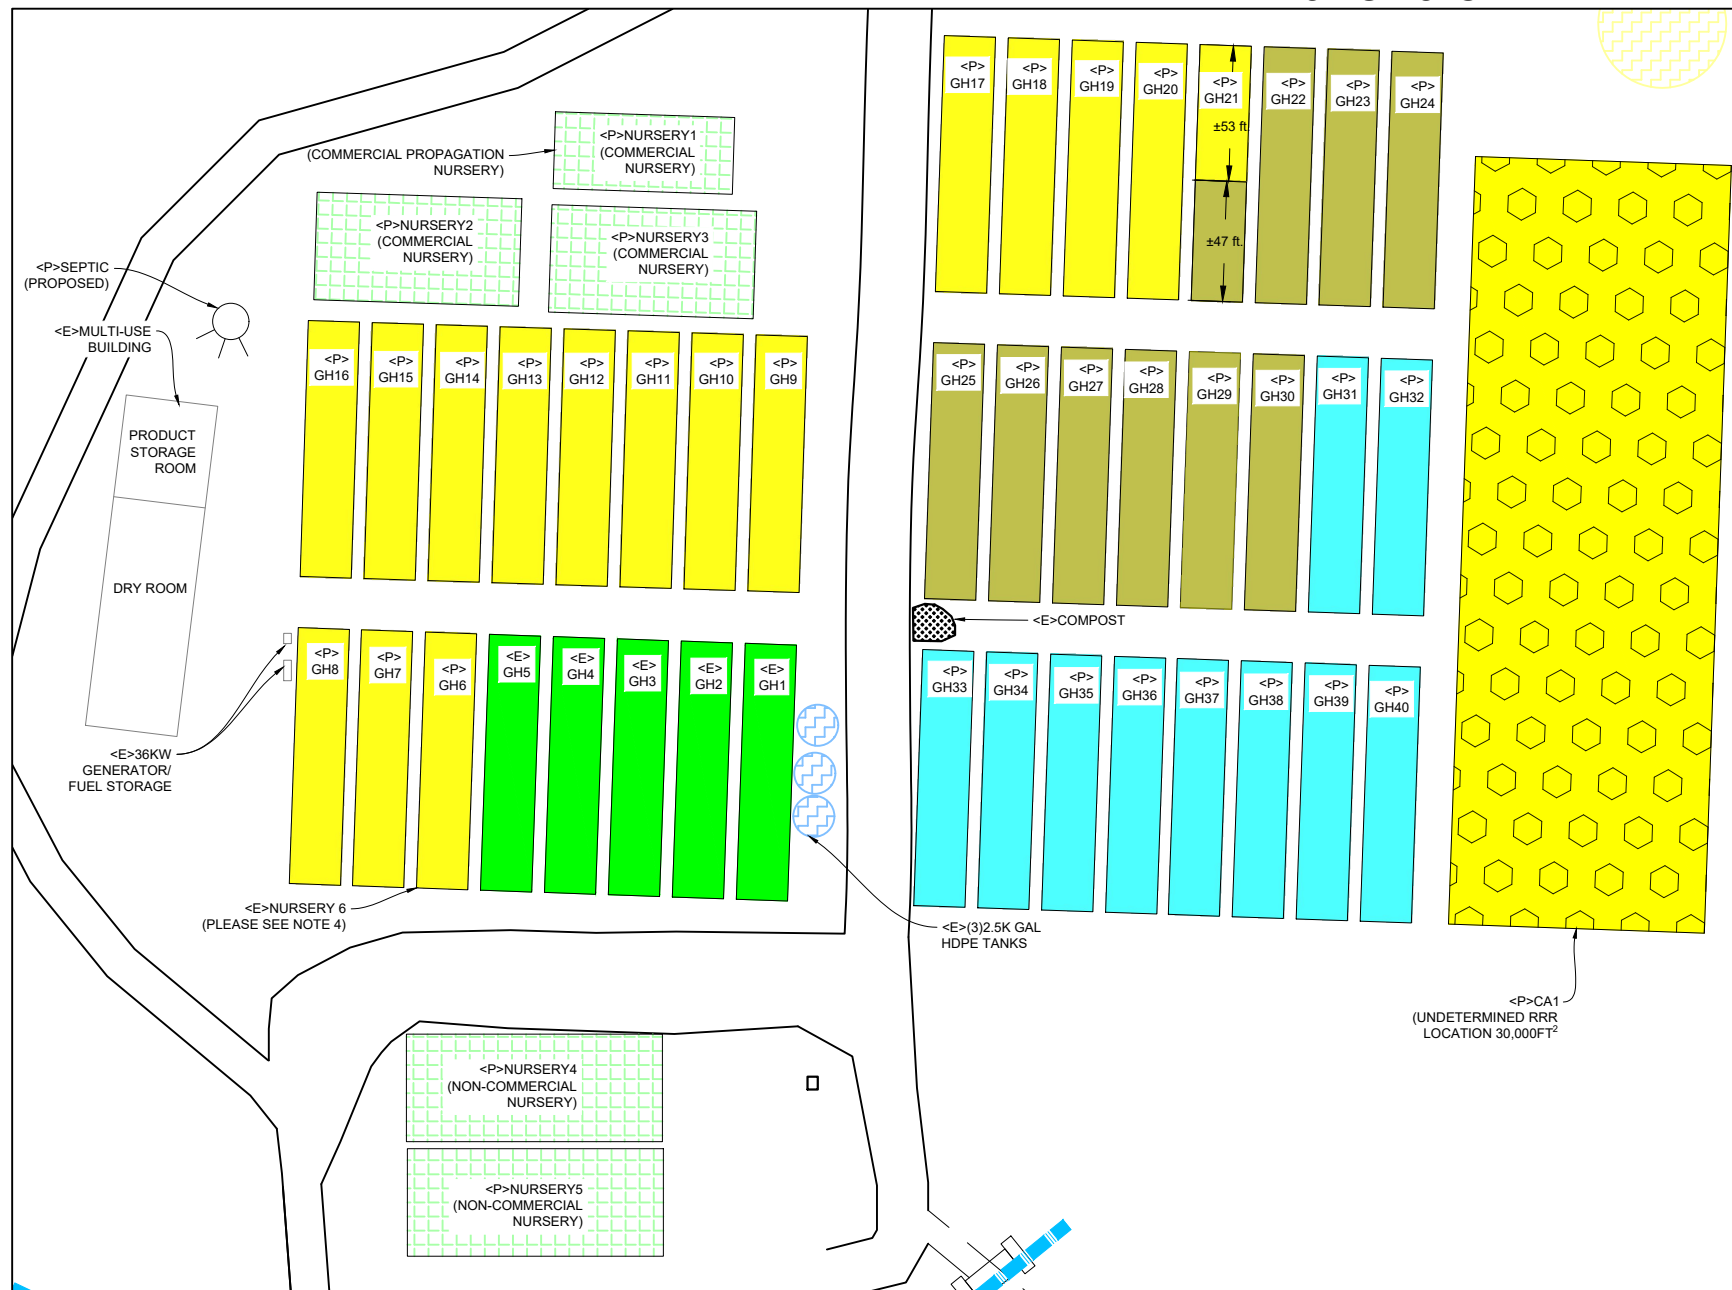 <P>
GH17
<P>
GH18
<P>
GH19
<P>
GH20
<P>
GH21
±53 ft.
±47 ft.
<P>
GH22
<P>
GH23
<P>
GH24
<P>NURSERY1
(COMMERCIAL
NURSERY)
(COMMERCIAL PROPAGATION
NURSERY)
<P>NURSERY2
(COMMERCIAL
NURSERY)
<P>NURSERY3
(COMMERCIAL
NURSERY)
<P>SEPTIC
(PROPOSED)
<E>MULTI-USE
BUILDING
PRODUCT
STORAGE
ROOM
DRY ROOM
<P>
GH16
<P>
GH15
<P>
GH14
<P>
GH13
<P>
GH12
<P>
GH11
<P>
GH10
<P>
GH9
<P>
GH25
<P>
GH26
<P>
GH27
<P>
GH28
<P>
GH29
<P>
GH30
<P>
GH31
<P>
GH32
<E>COMPOST
<P>
GH8
<P>
GH7
<P>
GH6
<E>
GH5
<E>
GH4
<E>
GH3
<E>
GH2
<E>
GH1
<P>
GH33
<P>
GH34
<P>
GH35
<P>
GH36
<P>
GH37
<P>
GH38
<P>
GH39
<P>
GH40
<E>36KW
GENERATOR/
FUEL STORAGE
<E>NURSERY 6
(PLEASE SEE NOTE 4)
<E>(3)2.5K GAL
HDPE TANKS
<P>CA1
(UNDETERMINED RRR
LOCATION 30,000FT²
<P>NURSERY4
(NON-COMMERCIAL
NURSERY)
<P>NURSERY5
(NON-COMMERCIAL
NURSERY)